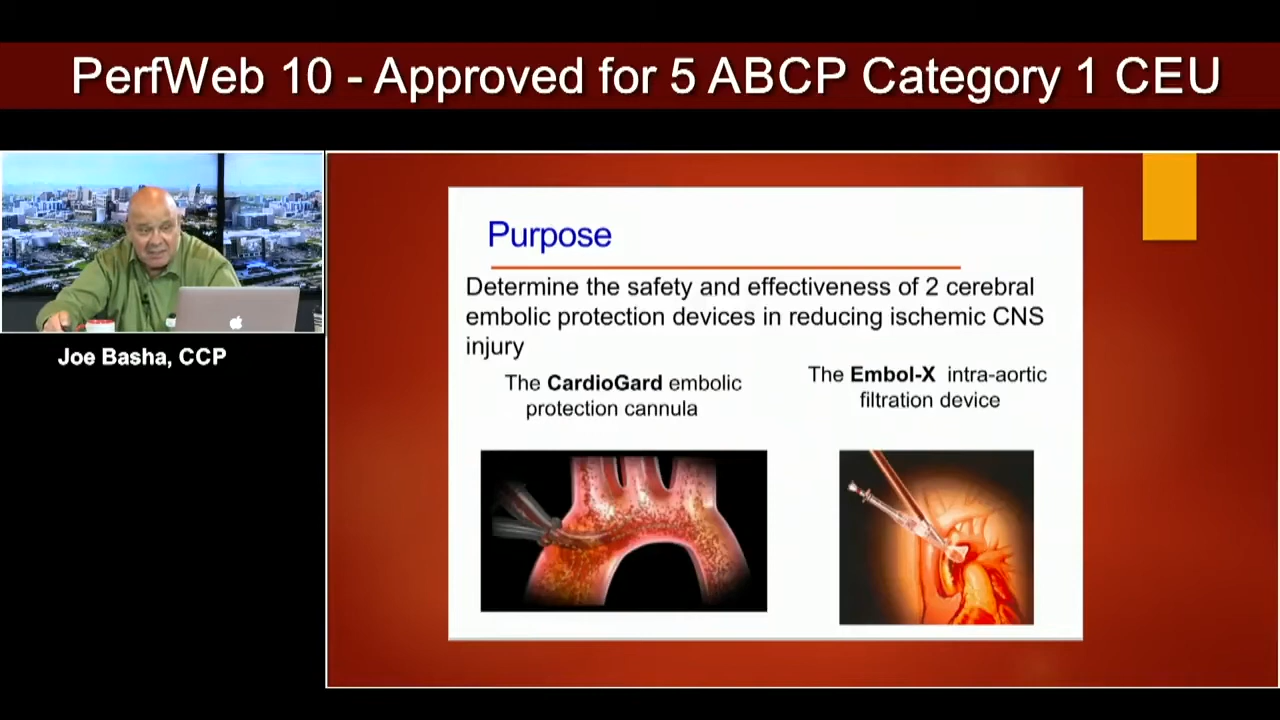 PerfWeb 10 - Approved for 5 ABCP Category 1 CEU
Joe Basha, CCP
Purpose
Determine the safety and effectiveness of 2 cerebral
embolic protection devices in reducing ischemic CNS
injury
The CardioGard embolic
protection cannula
The Embol-X intra-aortic
filtration device